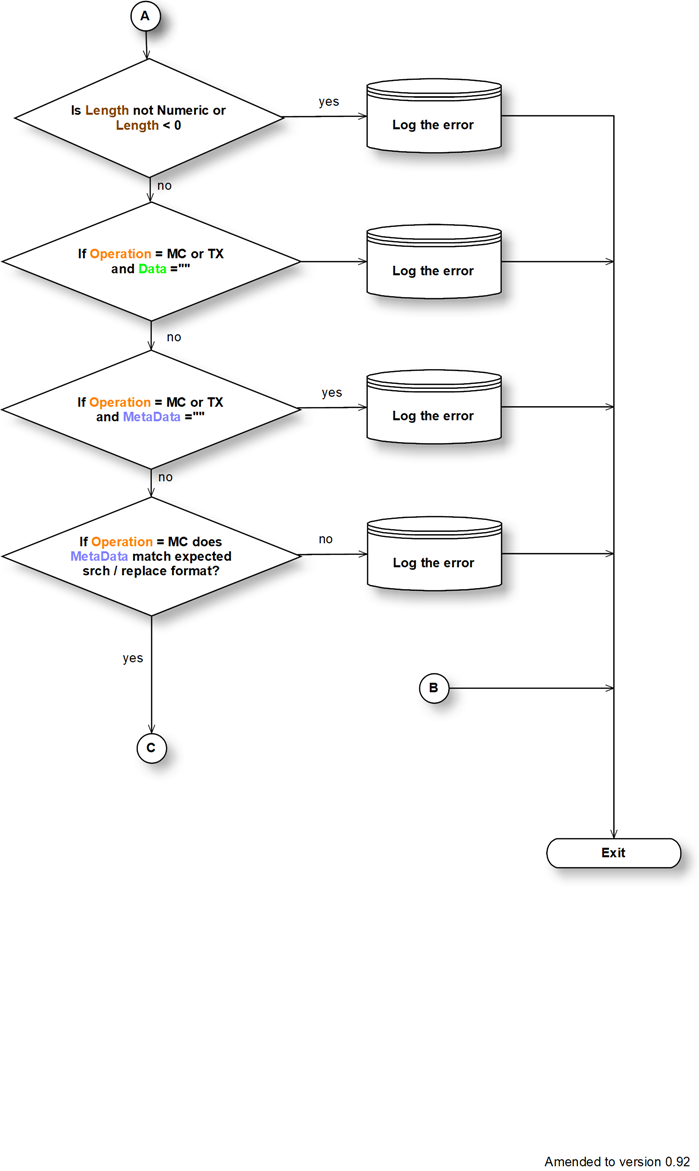 A
Is Length not Numeric or
Length < 0
yes
Log the error
no
If Operation = MC or TX
and Data =""
Log the error
no
If Operation = MC or TX
and MetaData =""
yes
Log the error
no
If Operation = MC does
MetaData match expected
srch / replace format?
no
Log the error
yes
B
C
Exit
Amended to version 0.92